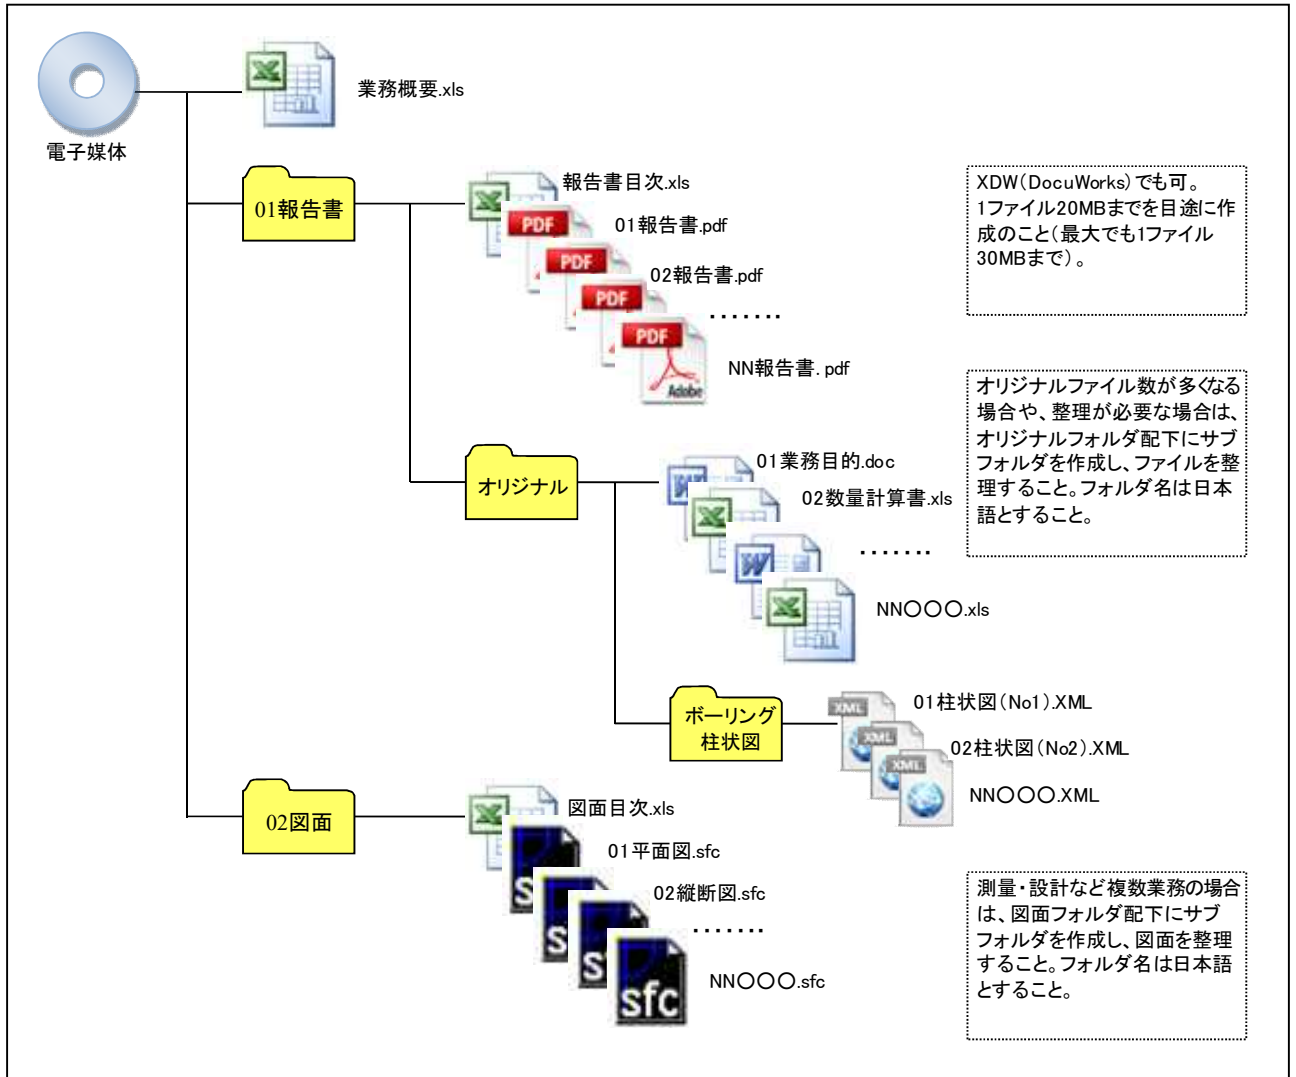 業務概要.xls
電子媒体
01報告書
報告書目次.xls
PDF
01報告書.pdf
PDF
02報告書.pdf
PDF
.......
PDF
Adobe
NN報告書. pdf
XDW(DocuWorks)でも可。
1ファイル20MBまでを目途に作
成のこと(最大でも1ファイル
30MBまで)。
オリジナル
01業務目的.doc
02数量計算書.xls
.......
NN〇〇〇.xls
オリジナルファイル数が多くなる
場合や、整理が必要な場合は、
オリジナルフォルダ配下にサブ
フォルダを作成し、ファイルを整
理すること。フォルダ名は日本
語とすること。
ボーリング
柱状図
XML
01柱状図(No1).XML
XML
02柱状図(No2).XML
XML
NN〇〇〇.XML
02図面
図面目次.xls
01平面図.sfc
02縦断図.sfc
.......
sfc
NN〇〇〇.sfc
測量・設計など複数業務の場合
は、図面フォルダ配下にサブ
フォルダを作成し、図面を整理
すること。フォルダ名は日本語
とすること。